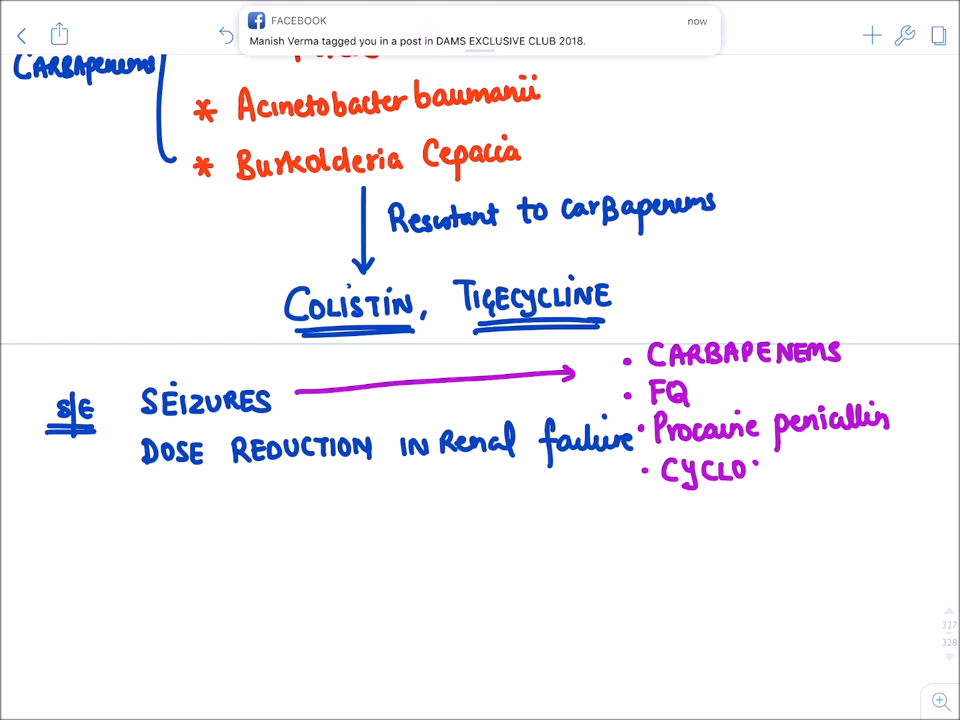 FACEBOOK
now
Manish Verma tagged you in a post in DAMS EXCLUSIVE CLUB 2018.
CARBAPENEMS
* Acinetobacter baumanii
* Burkolderia Cepacia
Resistant to carBapenems
COLISTIN, TIGECYCLINE
S/E SEIZURES
DOSE REDUCTION IN Renal failure
• CARBAPENEMS
• FQ
• Procaine penicallin
• CYCLO
327
328